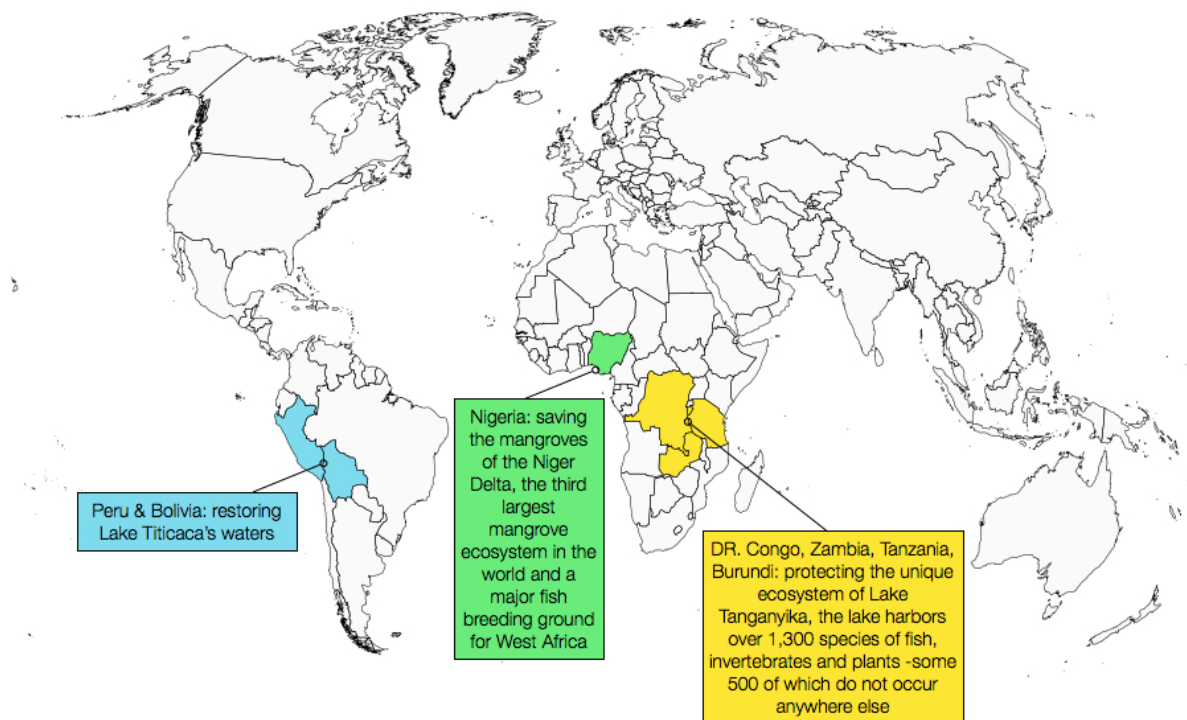 Peru & Bolivia: restoring
Lake Titicaca's waters
Nigeria: saving
the mangroves
of the Niger
Delta, the third
largest
mangrove
ecosystem in the
world and a
major fish
breeding ground
for West Africa
DR. Congo, Zambia, Tanzania,
Burundi: protecting the unique
ecosystem of Lake
Tanganyika, the lake harbors
over 1,300 species of fish,
invertebrates and plants -some
500 of which do not occur
anywhere else